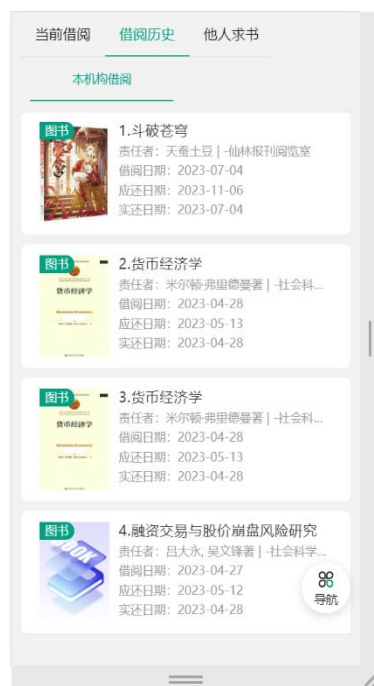 当前借阅 借阅历史 他人求书
本机构借阅
图书
1.斗破苍穹
责任者：天蚕土豆 | -仙林报刊阅览室
借阅日期：2023-07-04
应还日期：2023-11-06
实还日期：2023-07-04
图书
货币经济学
2.货币经济学
责任者：米尔顿·弗里德曼著 | -社会科...
借阅日期：2023-04-28
应还日期：2023-05-13
实还日期：2023-04-28
图书
货币经济学
3.货币经济学
责任者：米尔顿·弗里德曼著 | -社会科...
借阅日期：2023-04-28
应还日期：2023-05-13
实还日期：2023-04-28
图书
BOOK
4.融资交易与股价崩盘风险研究
责任者：吕大永, 吴文锋著 | -社会科学...
借阅日期：2023-04-27
应还日期：2023-05-12
实还日期：2023-04-28
导航